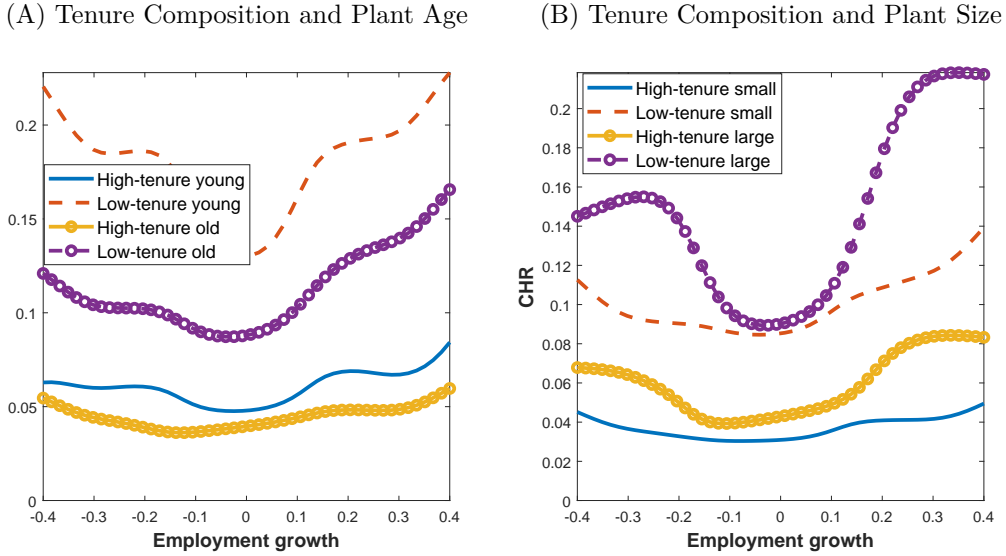 (A) Tenure Composition and Plant Age
(B) Tenure Composition and Plant Size
0.2
0.15
0.1
0.05
0
High-tenure young
Low-tenure young
High-tenure old
Low-tenure old
-0.4 -0.3 -0.2 -0.1 0 0.1 0.2 0.3 0.4
Employment growth
CHR
0.2
0.18
0.16
0.14
0.12
0.1
0.08
0.06
0.04
0.02
0
High-tenure small
Low-tenure small
High-tenure large
Low-tenure large
-0.4 -0.3 -0.2 -0.1 0 0.1 0.2 0.3 0.4
Employment growth